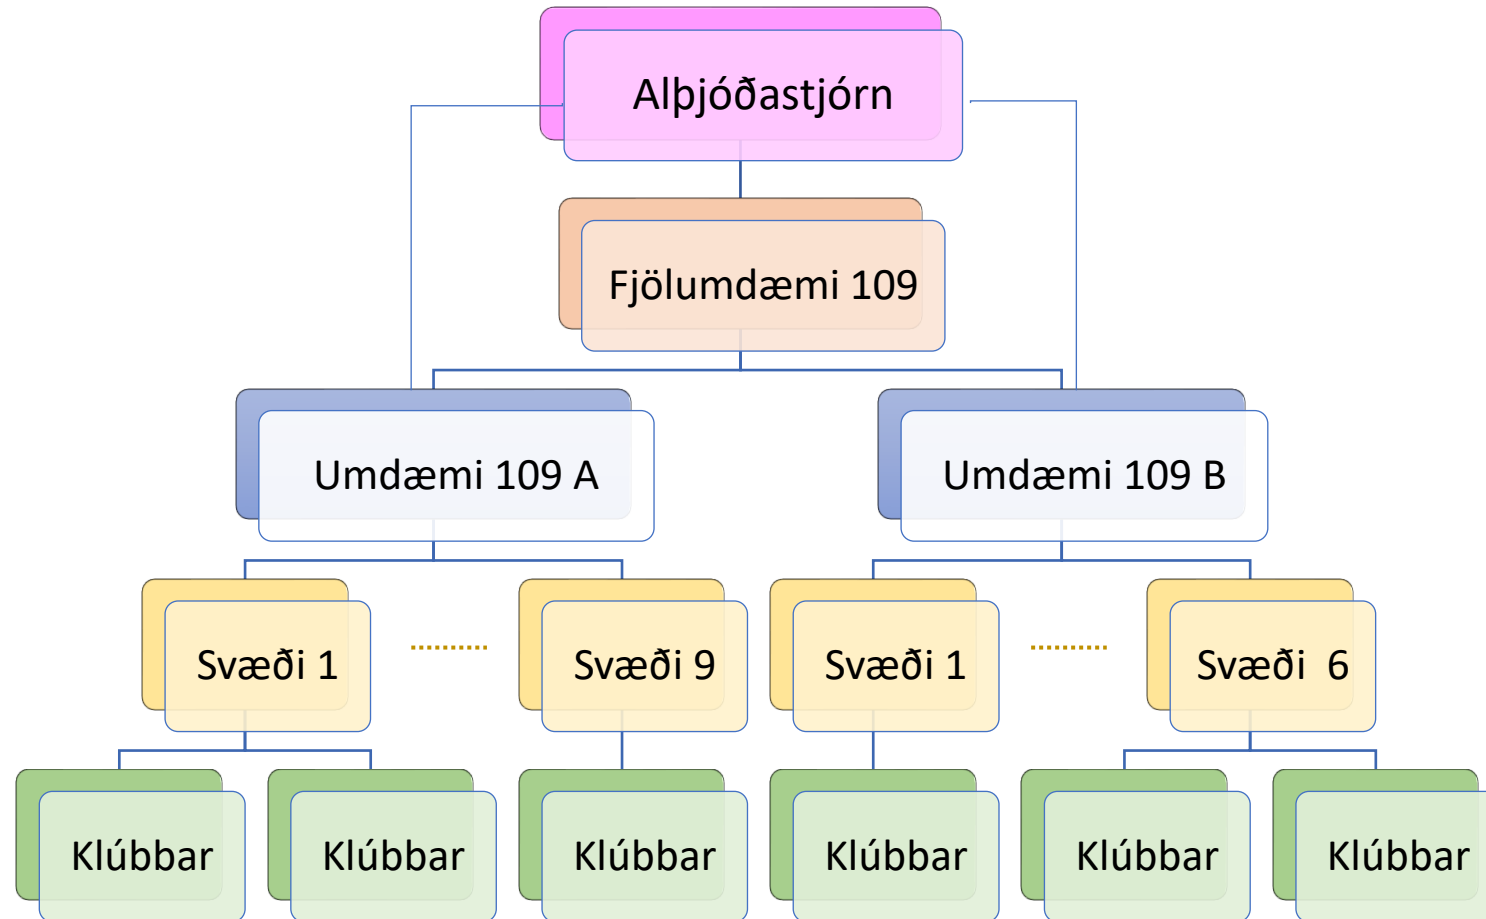 Alþjóðastjórn
Fjölumdæmi 109
Umdæmi 109 A
Umdæmi 109 B
Svæði 1
Svæði 9
Svæði 1
Svæði  6
Klúbbar
Klúbbar
Klúbbar
Klúbbar
Klúbbar
Klúbbar